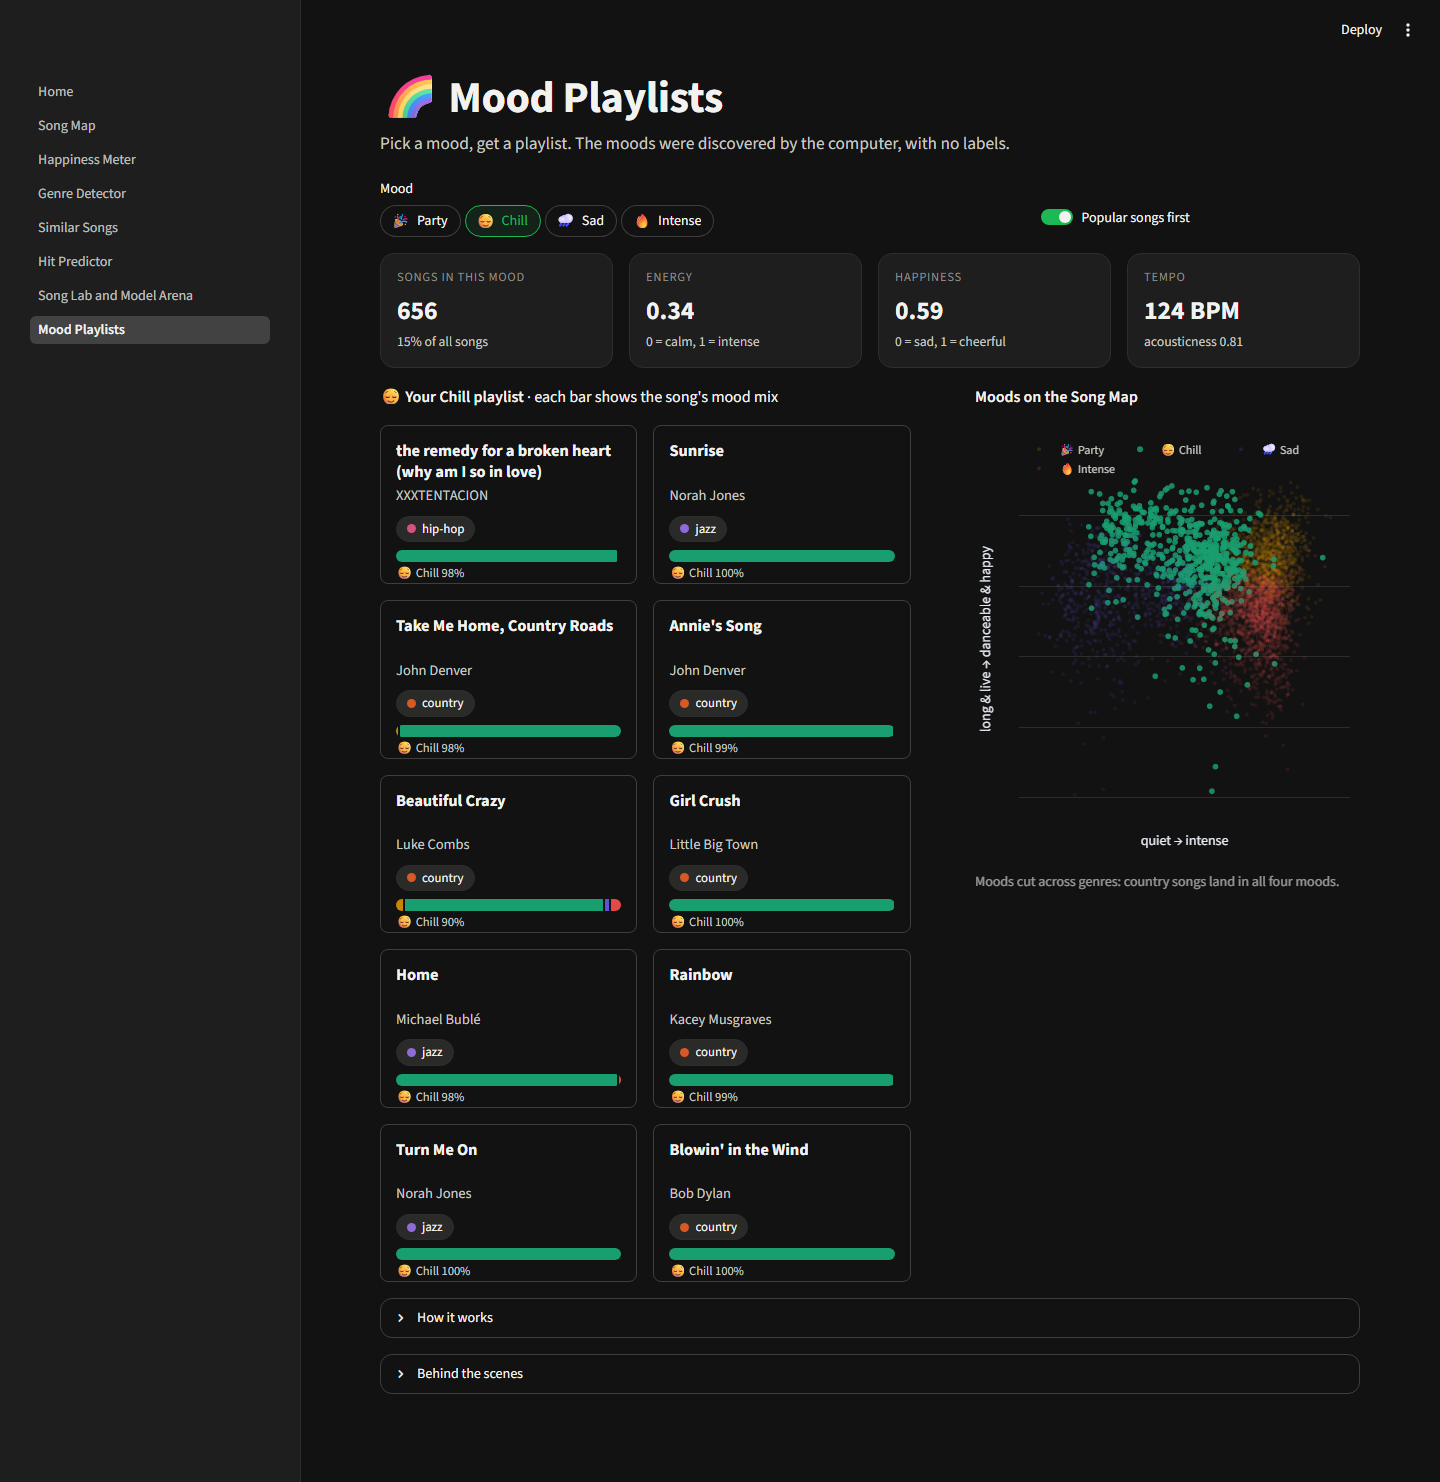 Deploy
Home
Song Map
Happiness Meter
Genre Detector
Similar Songs
Hit Predictor
Song Lab and Model Arena
Mood Playlists
Mood Playlists
Pick a mood, get a playlist. The moods were discovered by the computer, with no labels.
Mood
Party
Chill
Sad
Intense
Popular songs first
SONGS IN THIS MOOD
656
15% of all songs
ENERGY
0.34
0 = calm, 1 = intense
HAPPINESS
0.59
0 = sad, 1 = cheerful
TEMPO
124 BPM
acousticness 0.81
Your Chill playlist · each bar shows the song's mood mix
the remedy for a broken heart
(why am I so in love)
XXXTENTACION
hip-hop
Chill 98%
Sunrise
Norah Jones
jazz
Chill 100%
Take Me Home, Country Roads
John Denver
country
Chill 98%
Annie's Song
John Denver
country
Chill 99%
Beautiful Crazy
Luke Combs
country
Chill 90%
Girl Crush
Little Big Town
country
Chill 100%
Home
Michael Bublé
jazz
Chill 98%
Rainbow
Kacey Musgraves
country
Chill 99%
Turn Me On
Norah Jones
jazz
Chill 100%
Blowin' in the Wind
Bob Dylan
country
Chill 100%
Moods on the Song Map
Party
Chill
Sad
Intense
long & live → danceable & happy
quiet → intense
Moods cut across genres: country songs land in all four moods.
How it works
Behind the scenes